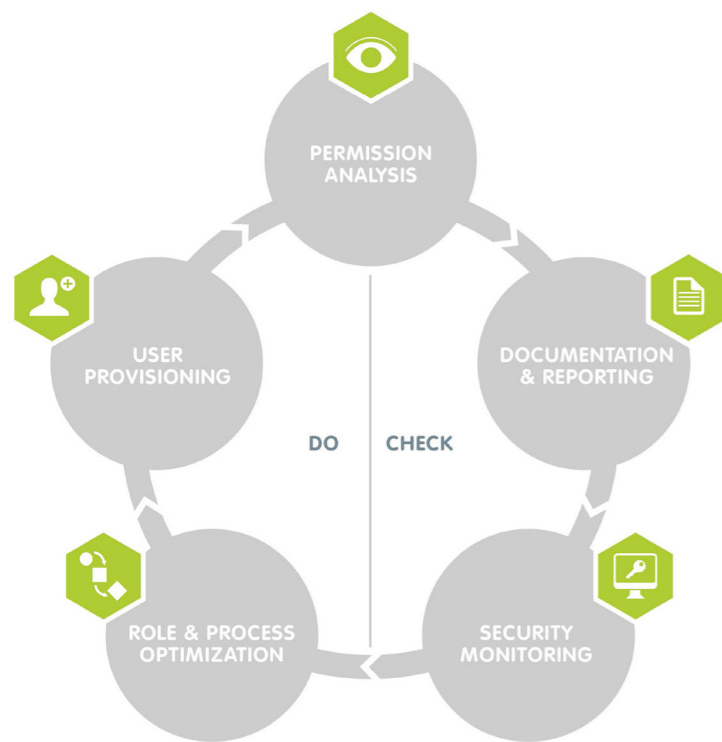 PERMISSION
ANALYSIS
USER
PROVISIONING
DOCUMENTATION
& REPORTING
DO
CHECK
ROLE & PROCESS
OPTIMIZATION
SECURITY
MONITORING